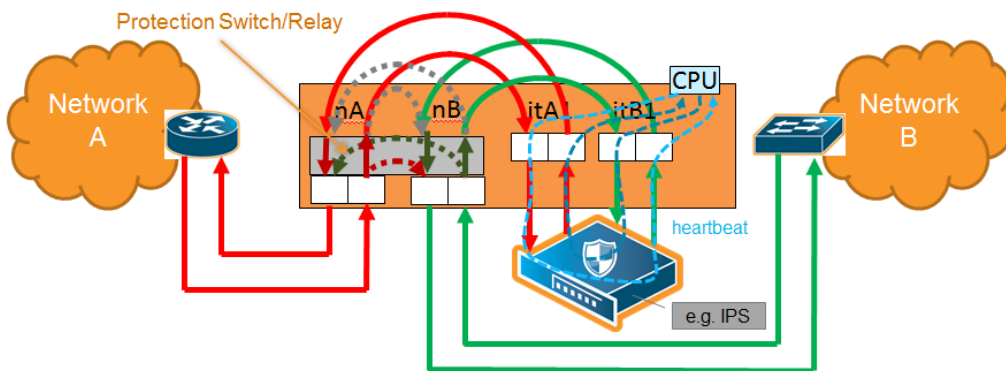 Protection Switch/Relay
Network
A
nA
nB
itA1
itB1
CPU
Network
B
heartbeat
e.g. IPS